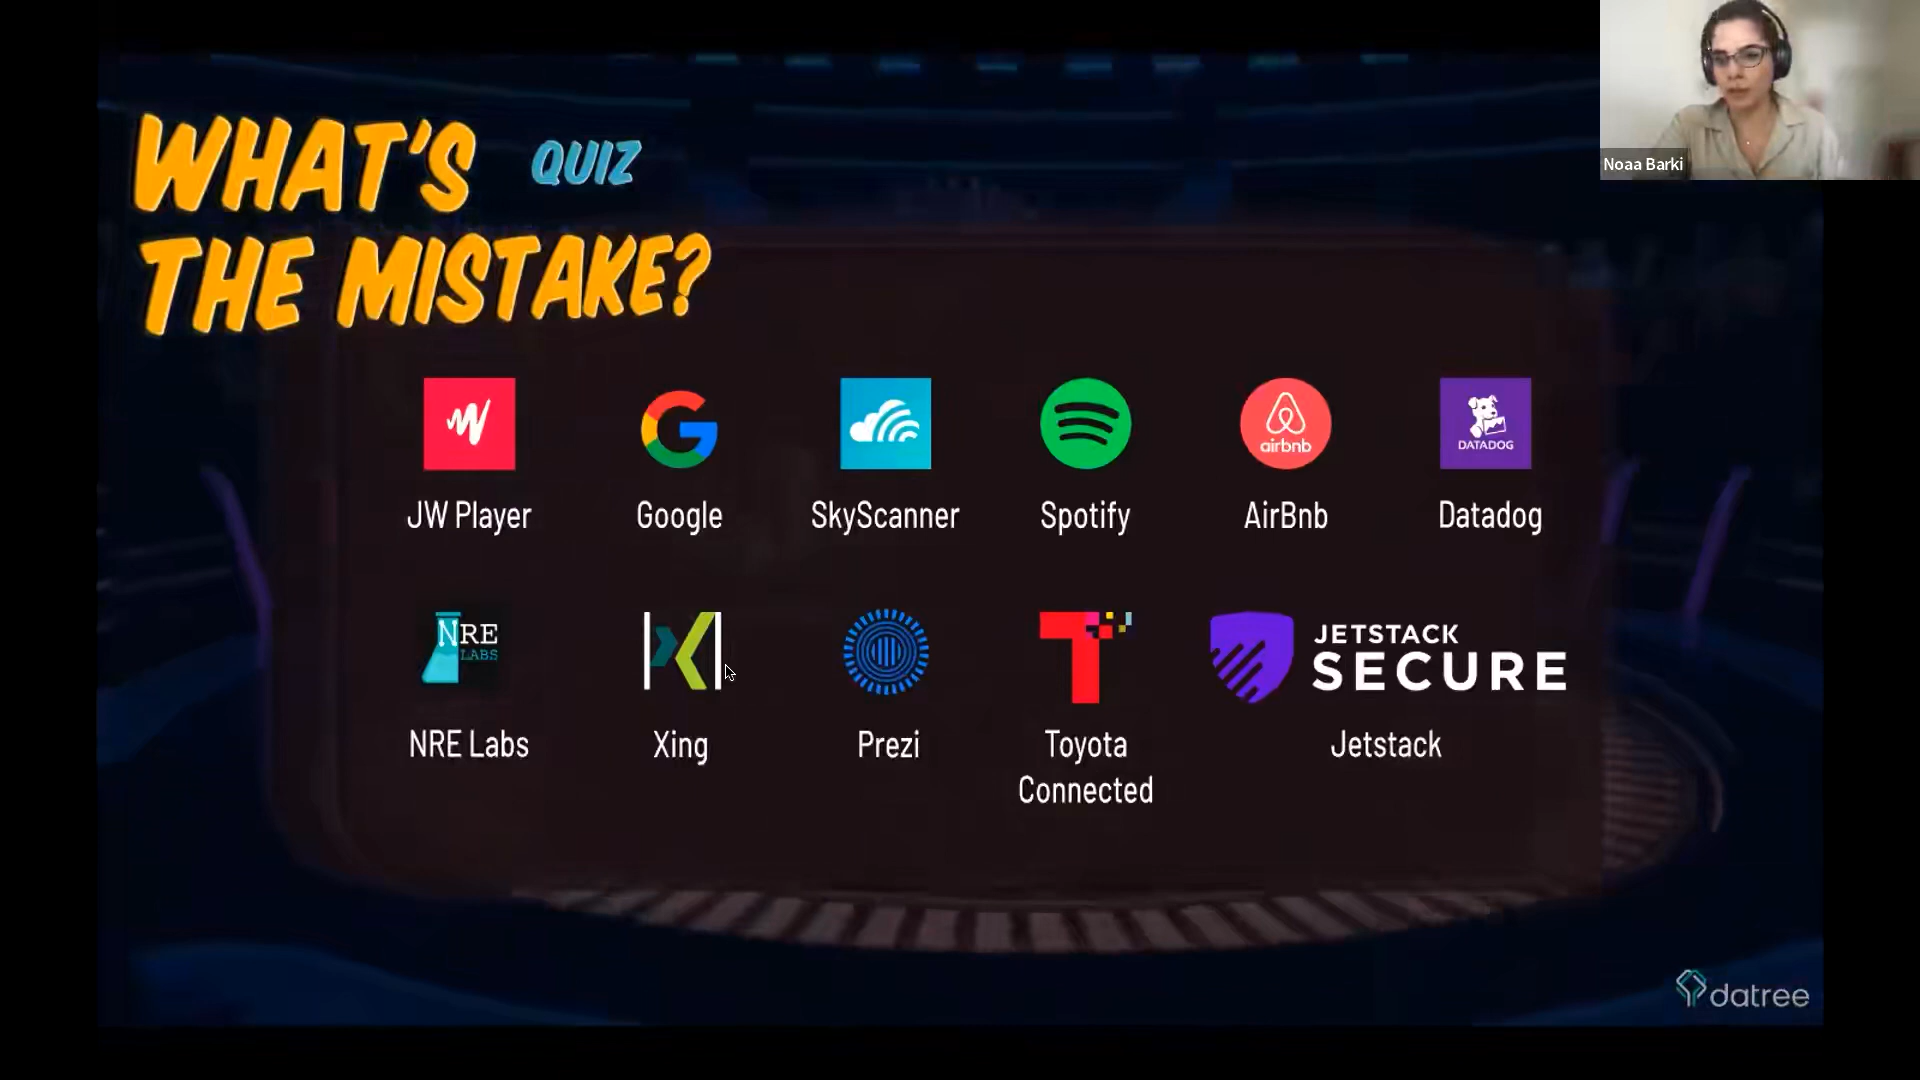 WHAT'S QUIZ
THE MISTAKE?
Noaa Barki
airbnb
DATADOG
JW Player Google SkyScanner Spotify AirBnb Datadog
NRE
LABS
JETSTACK
SECURE
NRE Labs Xing Prezi Toyota Jetstack
Connected
datree